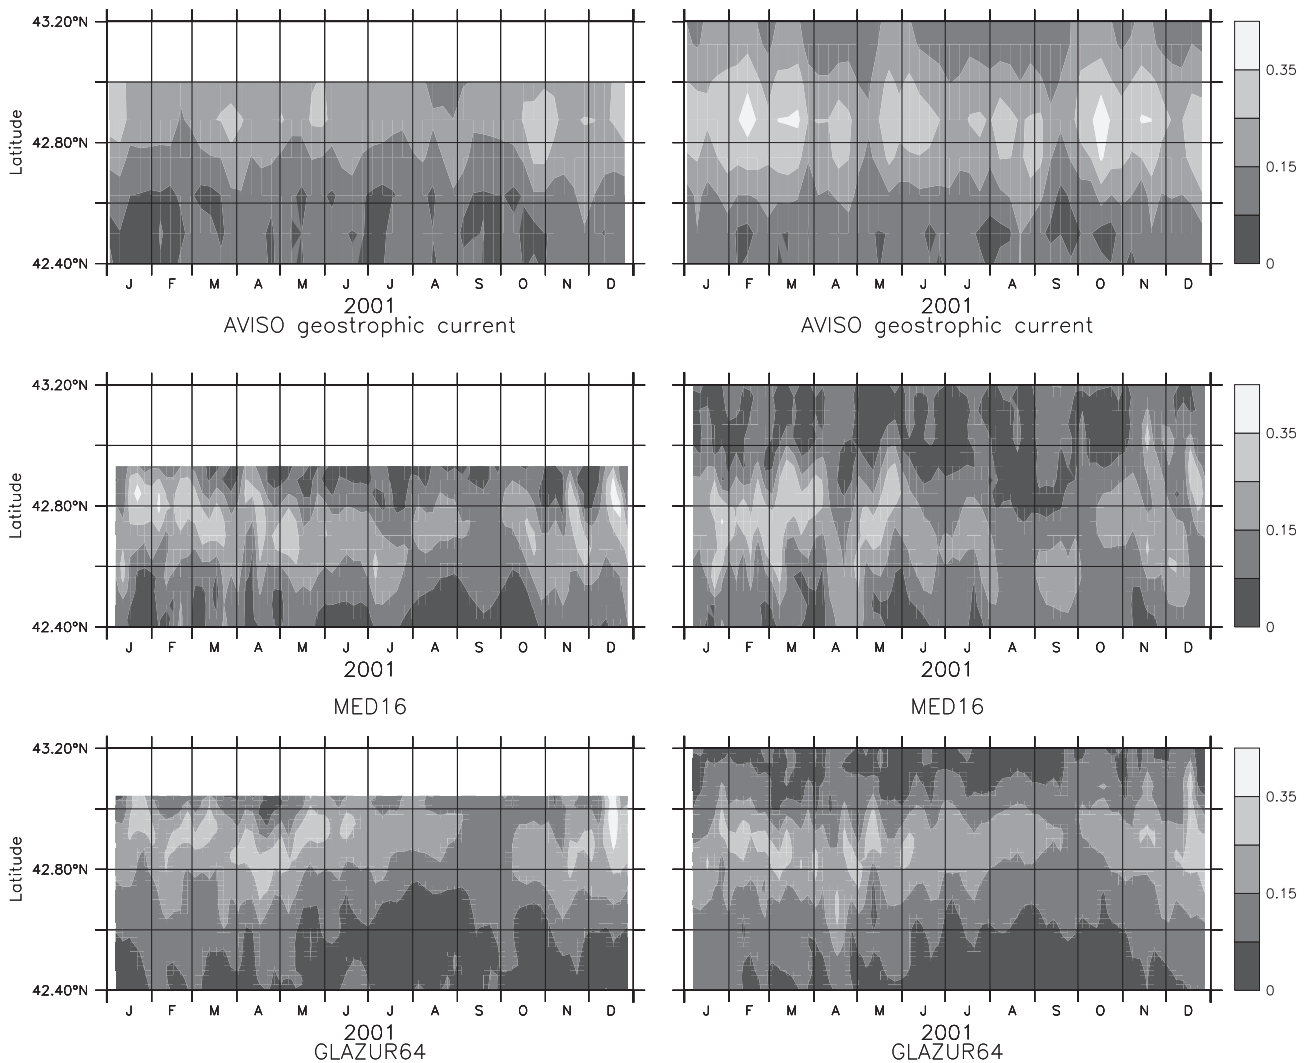 43.20°N
42.80°N
42.40°N
Latitude
J F M A M J J A S O N D
J F M A M J J A S O N D
0.35
0.15
0
2001
2001
AVISO geostrophic current
AVISO geostrophic current
43.20°N
42.80°N
42.40°N
Latitude
J F M A M J J A S O N D
J F M A M J J A S O N D
0.35
0.15
0
2001
2001
MED16
MED16
43.20°N
42.80°N
42.40°N
Latitude
J F M A M J J A S O N D
J F M A M J J A S O N D
0.35
0.15
0
2001
2001
GLAZUR64
GLAZUR64